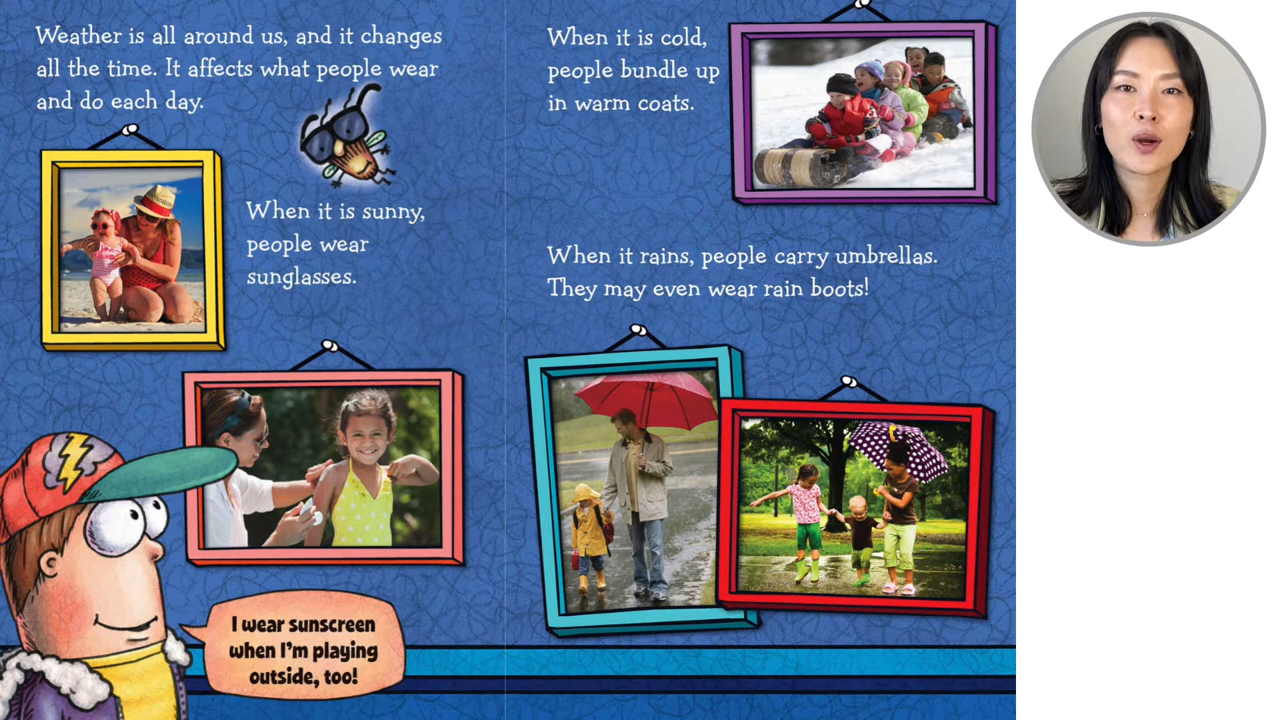 Weather is all around us, and it changes
all the time. It affects what people wear
and do each day.
When it is sunny,
people wear
sunglasses.
I wear sunscreen
when I'm playing
outside, too!
When it is cold,
people bundle up
in warm coats.
When it rains, people carry umbrellas.
They may even wear rain boots!